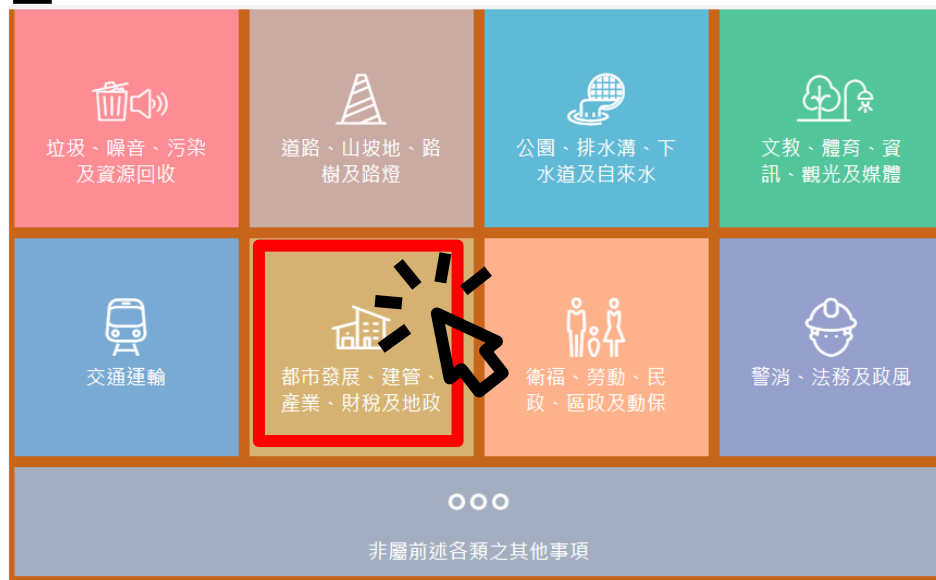 垃圾、噪音、污染
及資源回收
道路、山坡地、路
樹及路燈
公園、排水溝、下
水道及自來水
文教、體育、資
訊、觀光及媒體
交通運輸
都市發展、建管、
產業、財稅及地政
衛福、勞動、民
政、區政及動保
警消、法務及政風
非屬前述各類之其他事項